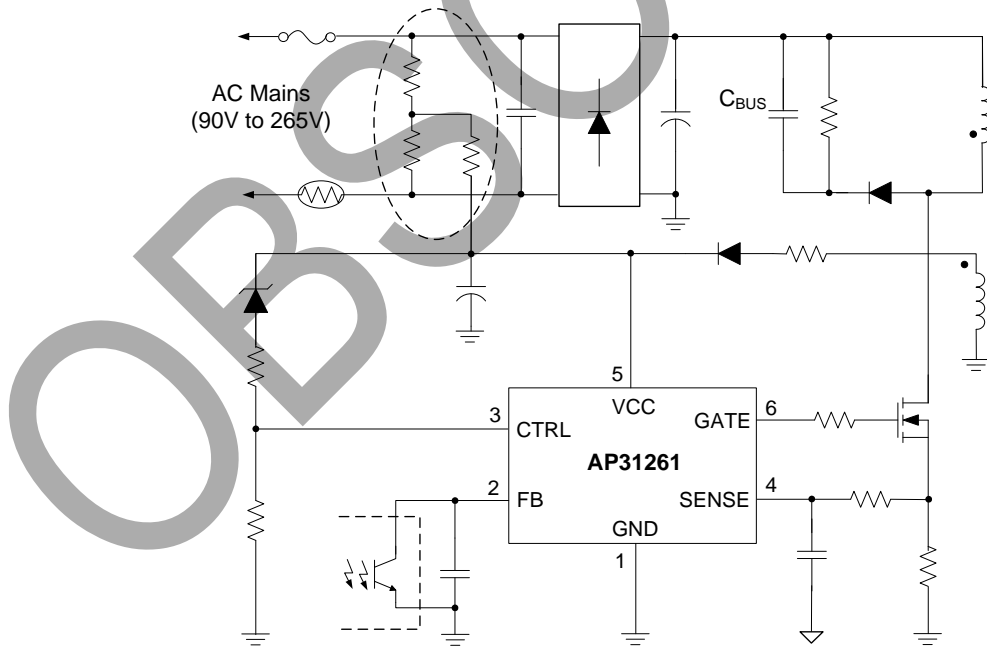 AC Mains
(90V to 265V)
CBUS
5
VCC
3
CTRL
GATE
6
AP31261
2
FB
SENSE
4
GND
1
OBSO